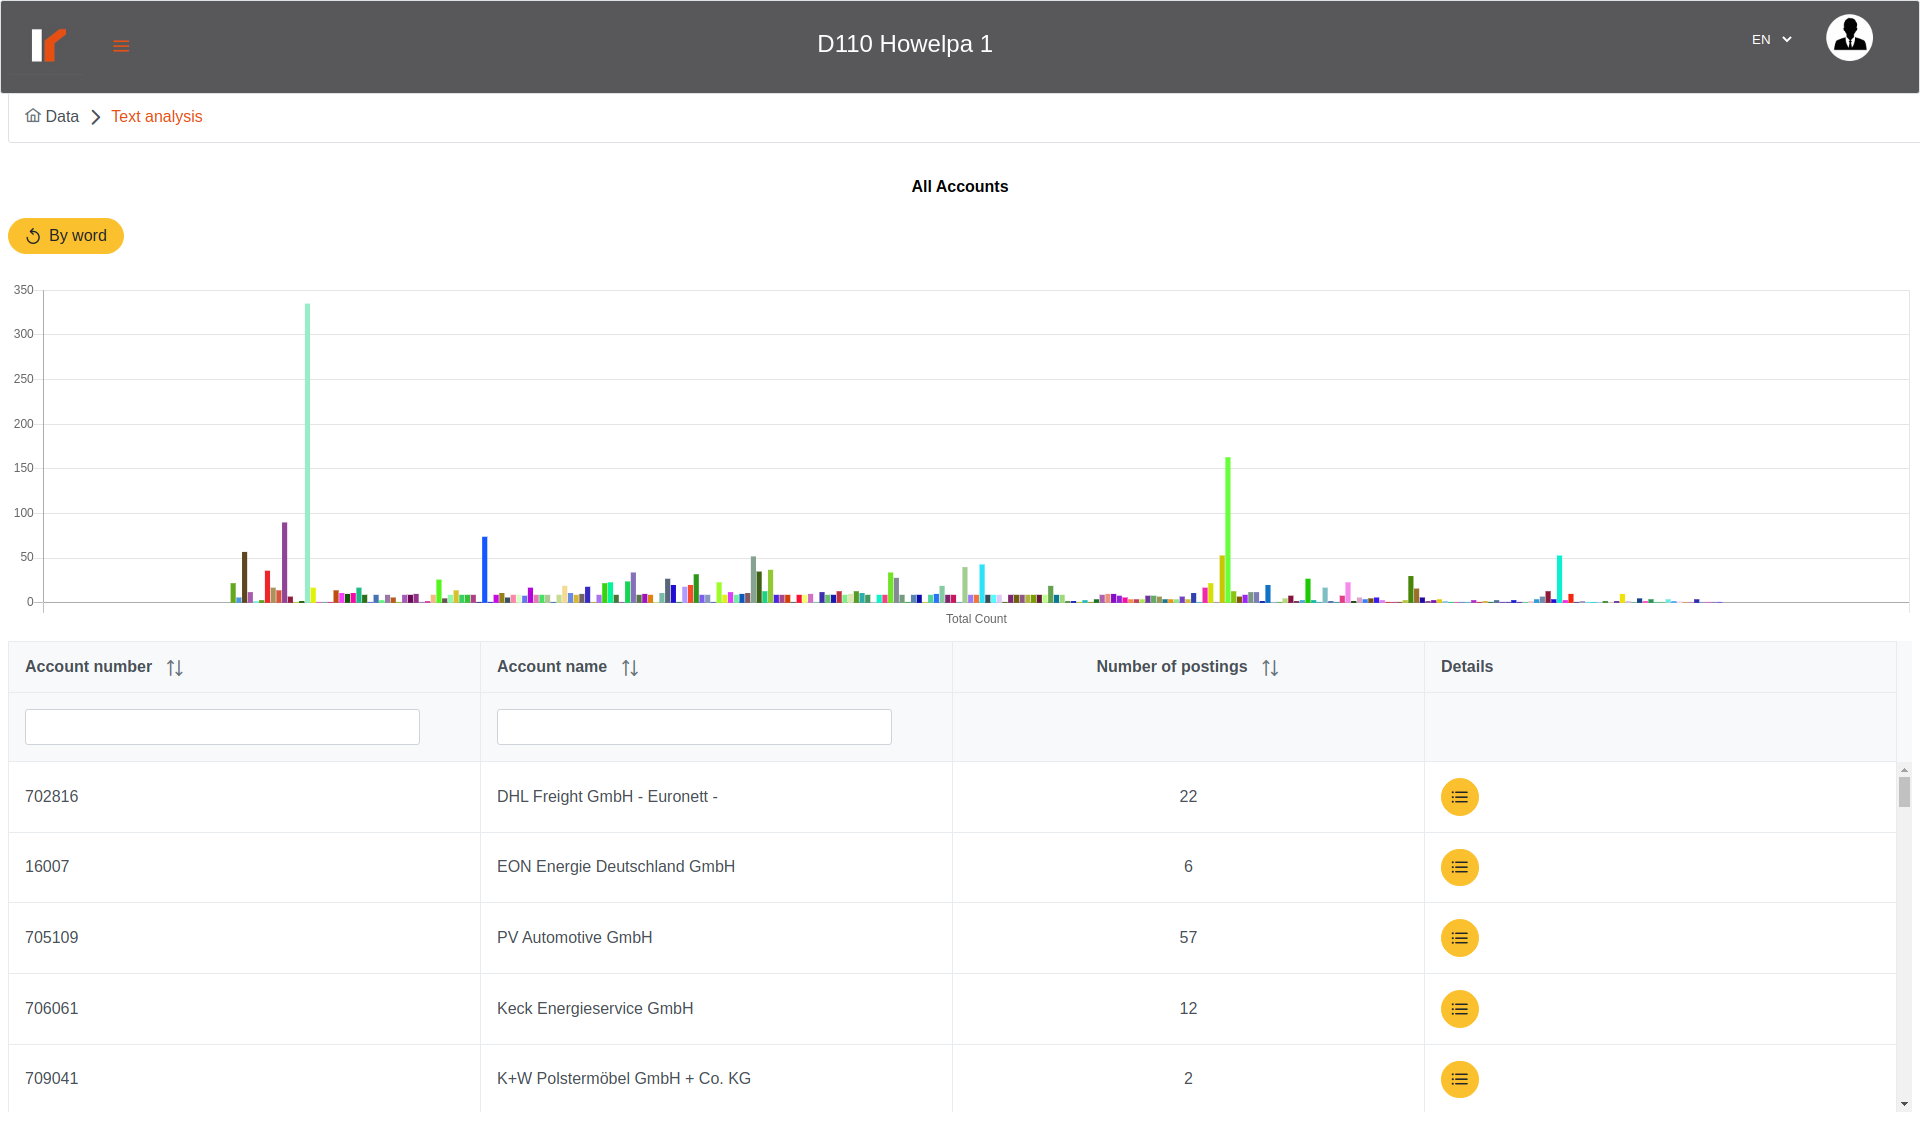 D110 Howelpa 1
EN
Data
Text analysis
All Accounts
By word
350
300
250
200
150
100
50
0
Total Count
Account number
Account name
Number of postings
Details
702816
DHL Freight GmbH - Euronett -
22
16007
EON Energie Deutschland GmbH
6
705109
PV Automotive GmbH
57
706061
Keck Energieservice GmbH
12
709041
K+W Polstermöbel GmbH + Co. KG
2